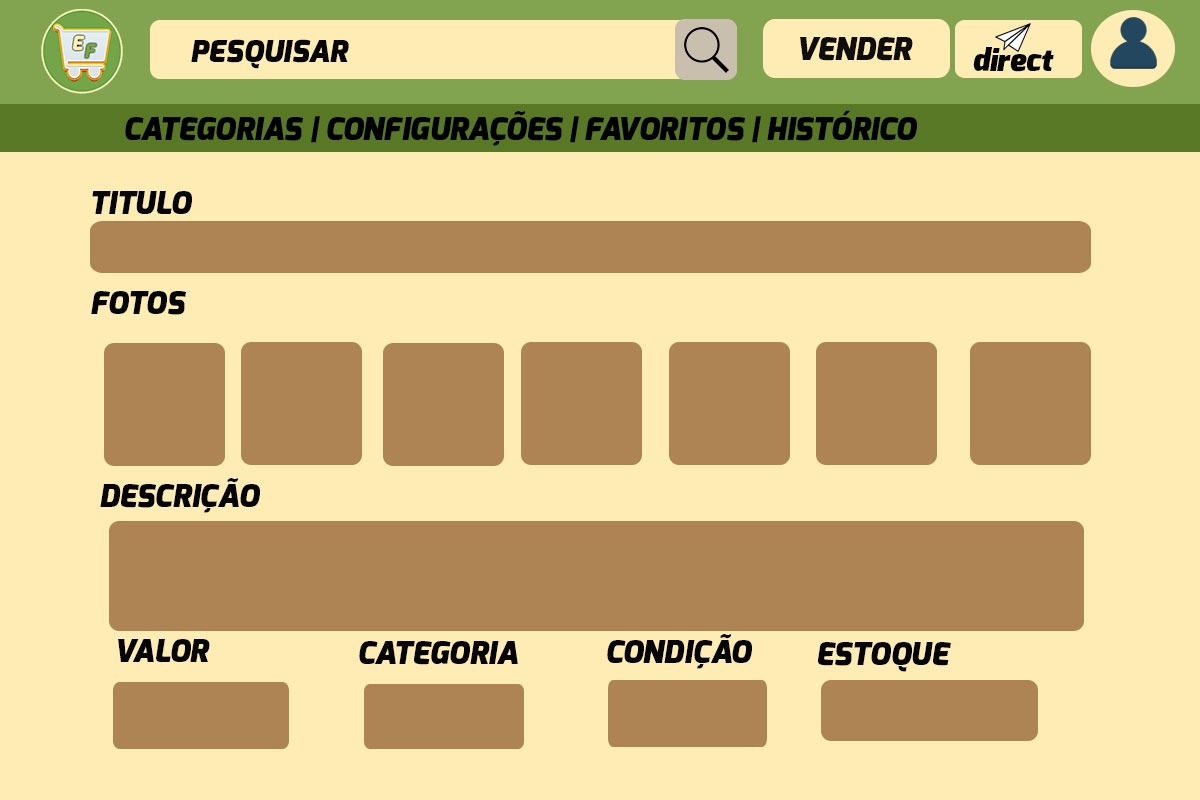 EF
PESQUISAR
VENDER
direct
CATEGORIAS | CONFIGURAÇÕES | FAVORITOS | HISTÓRICO
TITULO
FOTOS
DESCRIÇÃO
VALOR CATEGORIA CONDIÇÃO ESTOQUE